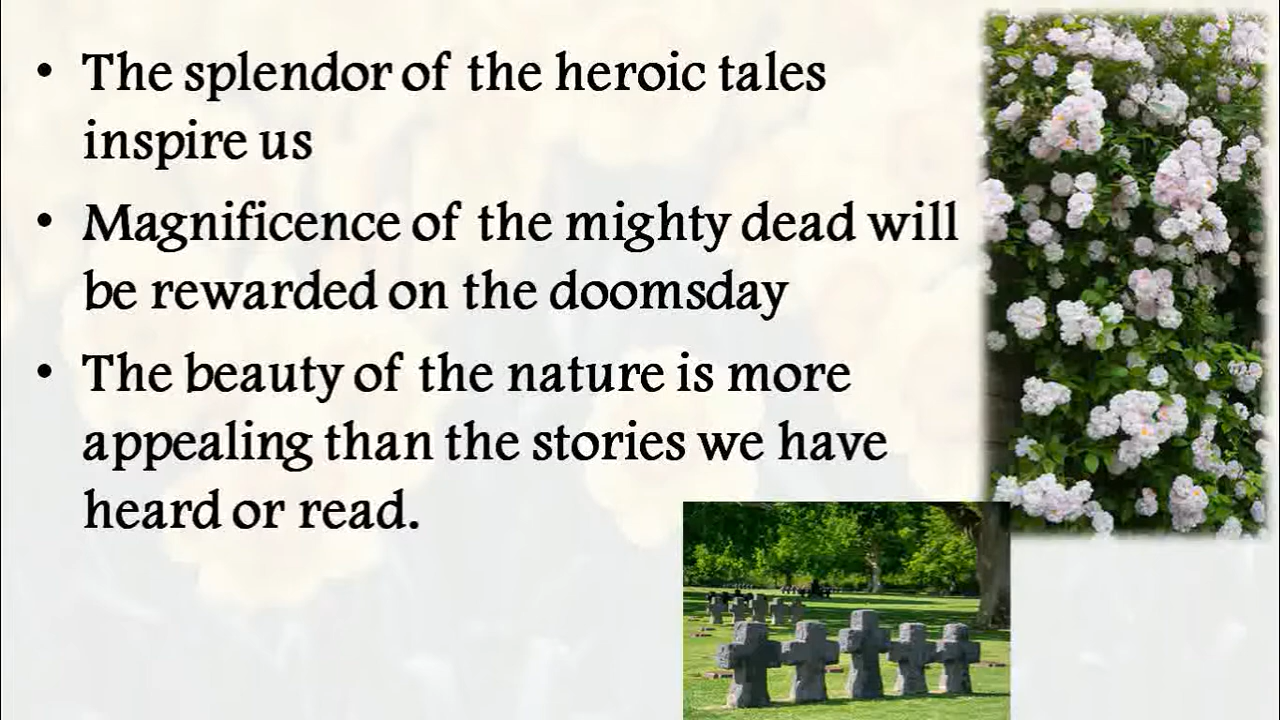 • The splendor of the heroic tales
inspire us
• Magnificence of the mighty dead will
be rewarded on the doomsday
• The beauty of the nature is more
appealing than the stories we have
heard or read.